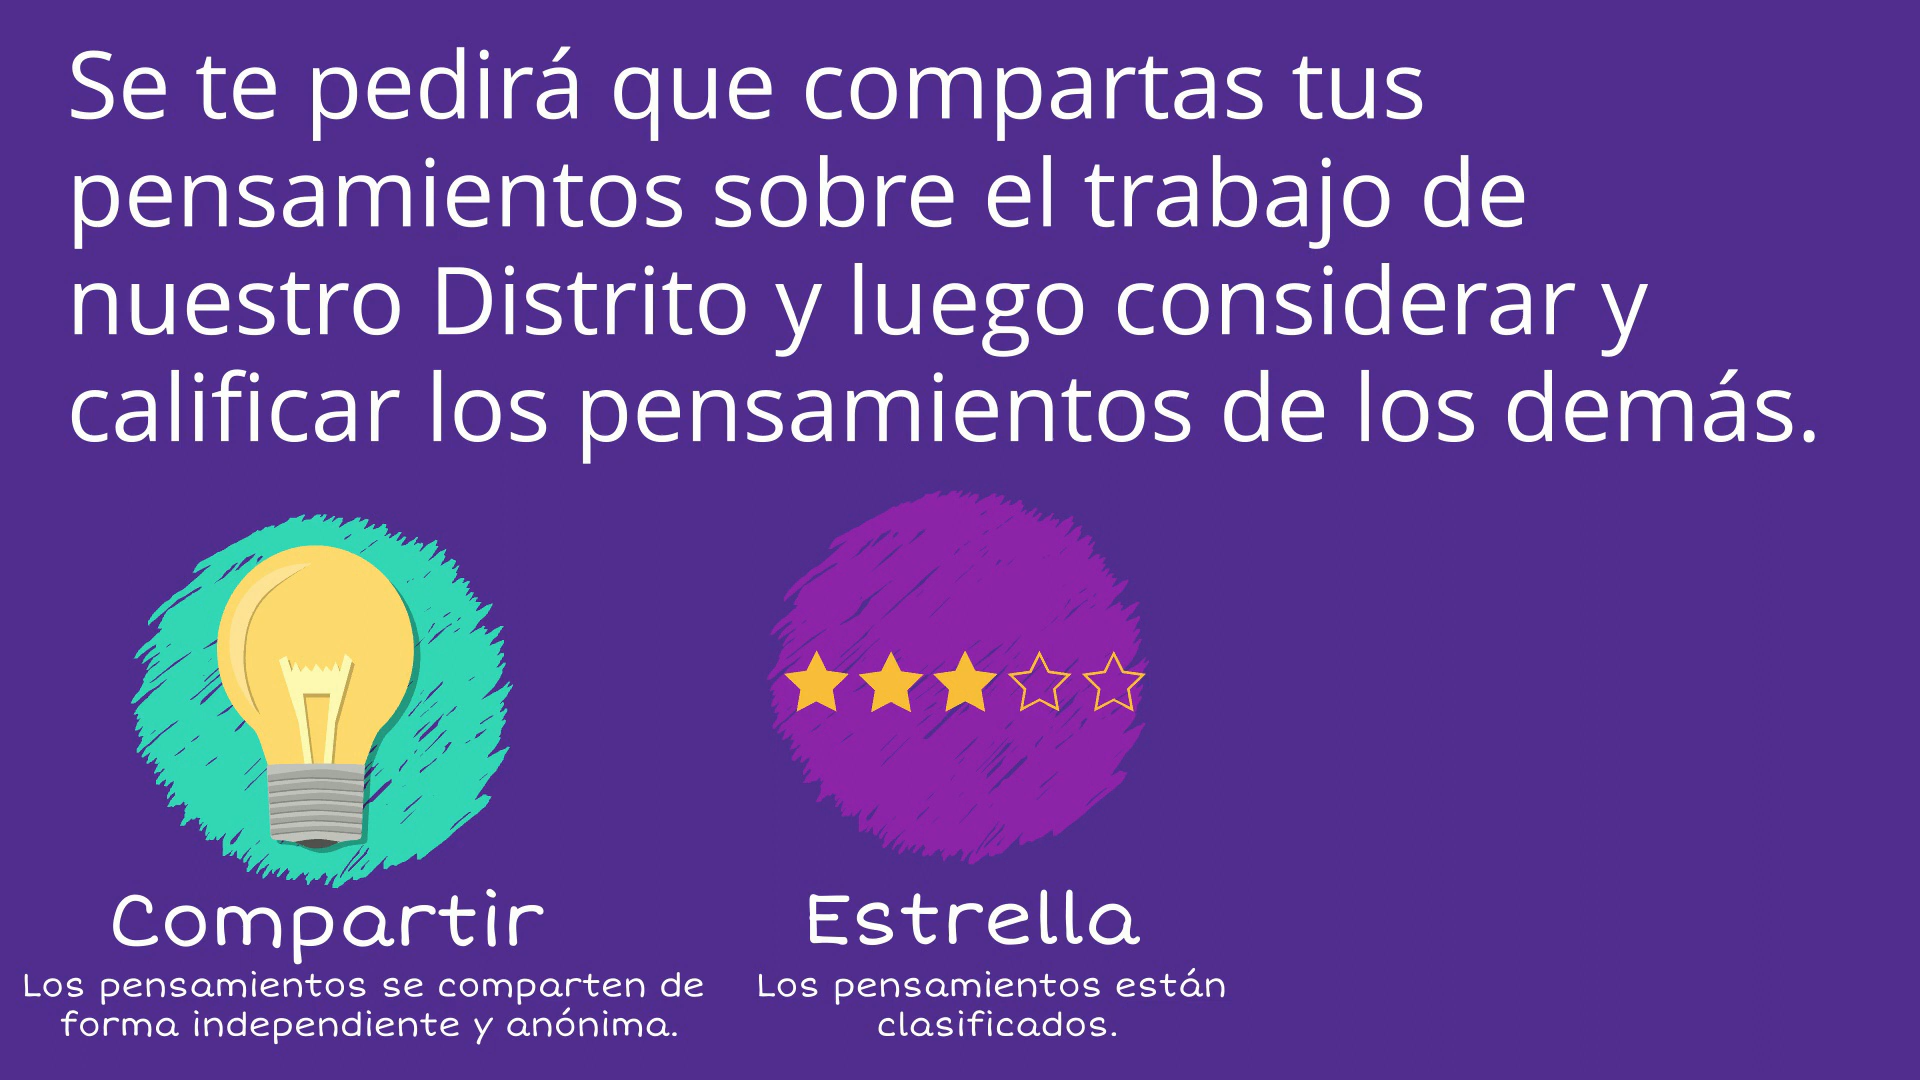 Se te pedirá que compartas tus
pensamientos sobre el trabajo de
nuestro Distrito y luego considerar y
calificar los pensamientos de los demás.
Compartir
Los pensamientos se comparten de
forma independiente y anónima.
Estrella
Los pensamientos están
clasificados.